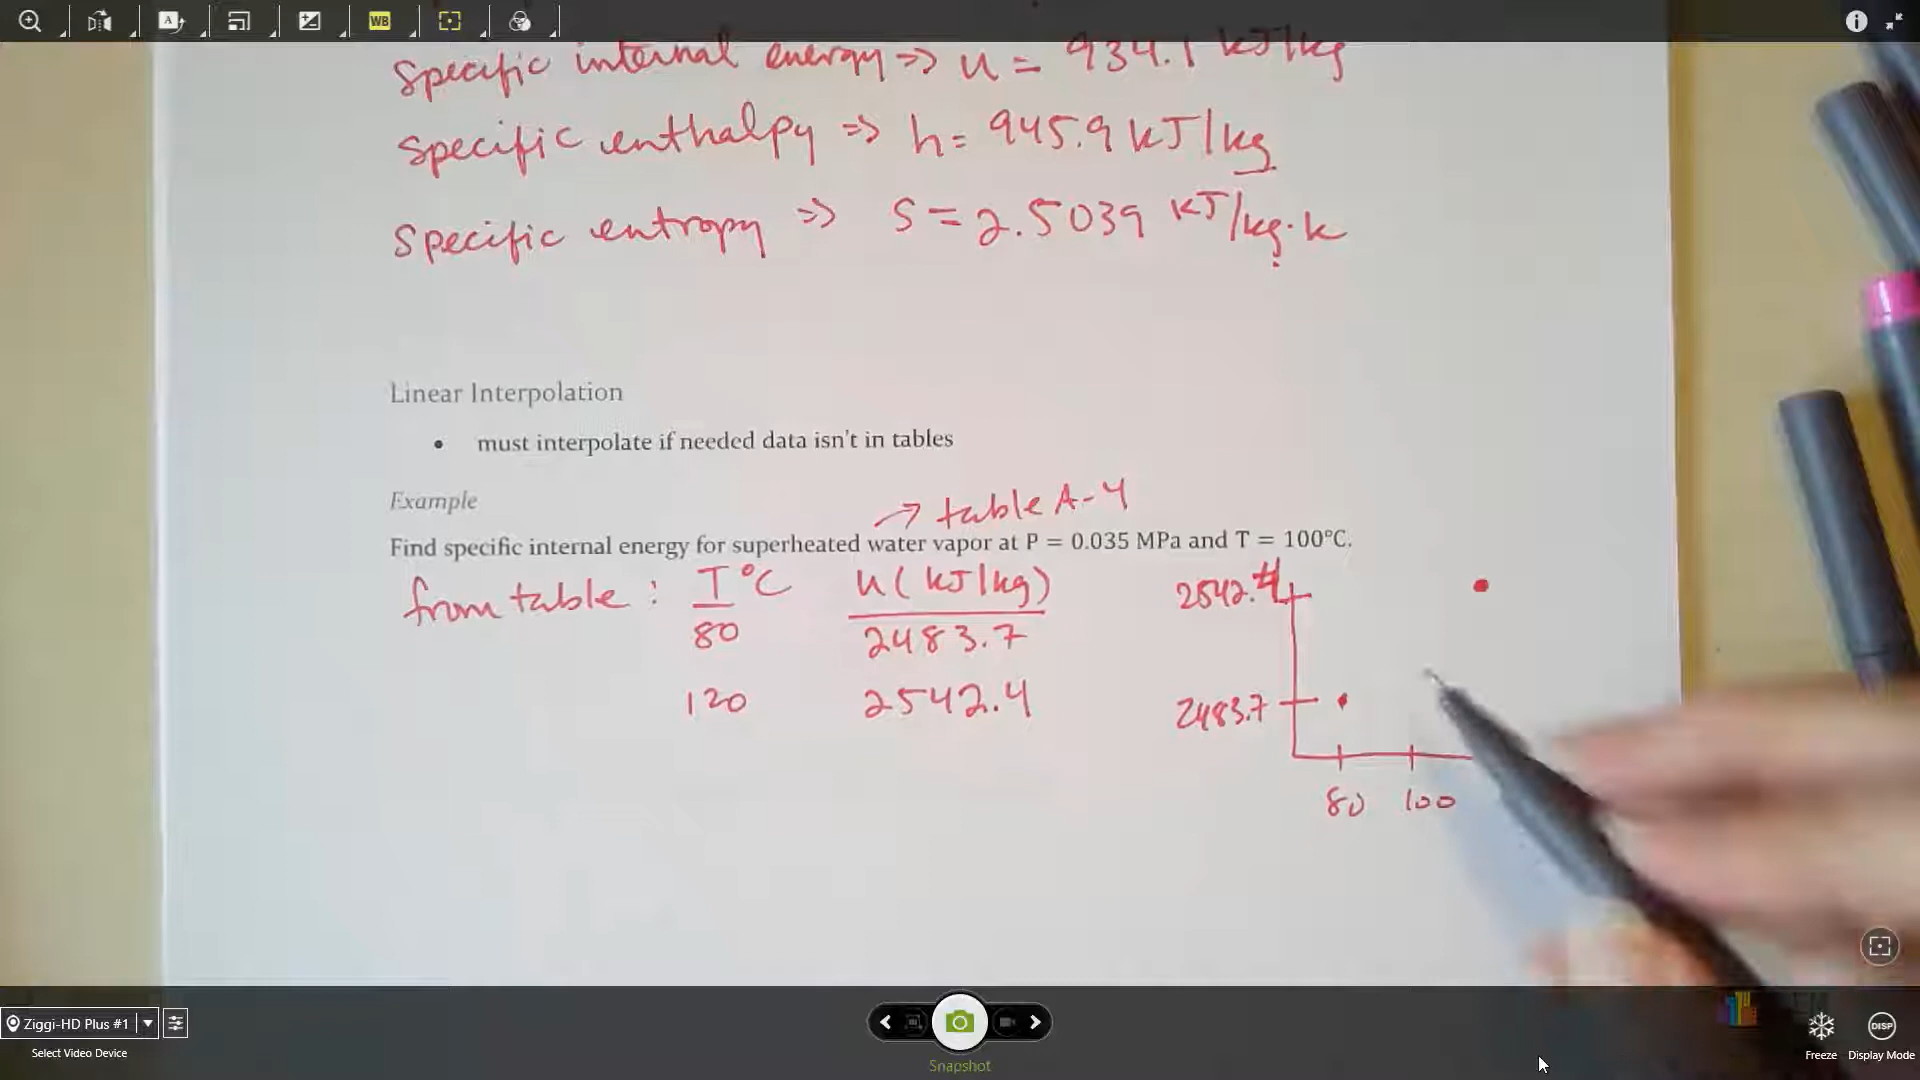 A
WB
i
Specific internal energy => u = 934.1 kJ/kg
Specific enthalpy => h = 945.9 kJ/kg
Specific entropy => s = 2.5039 kJ/kg·k
Linear Interpolation
• must interpolate if needed data isn't in tables
Example
→ table A-4
Find specific internal energy for superheated water vapor at P = 0.035 MPa and T = 100°C.
from table : T °C u (kJ/kg)
80 2483.7
120 2542.4
2542.4
2483.7
80 100
Ziggi-HD Plus #1
Select Video Device
Snapshot
Freeze
DISP
Display Mode